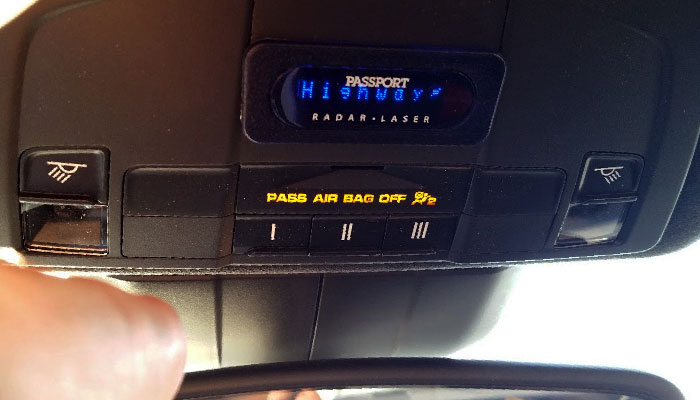 PASSPORT
Highway
RADAR • LASER
PASS AIR BAG OFF
I II III